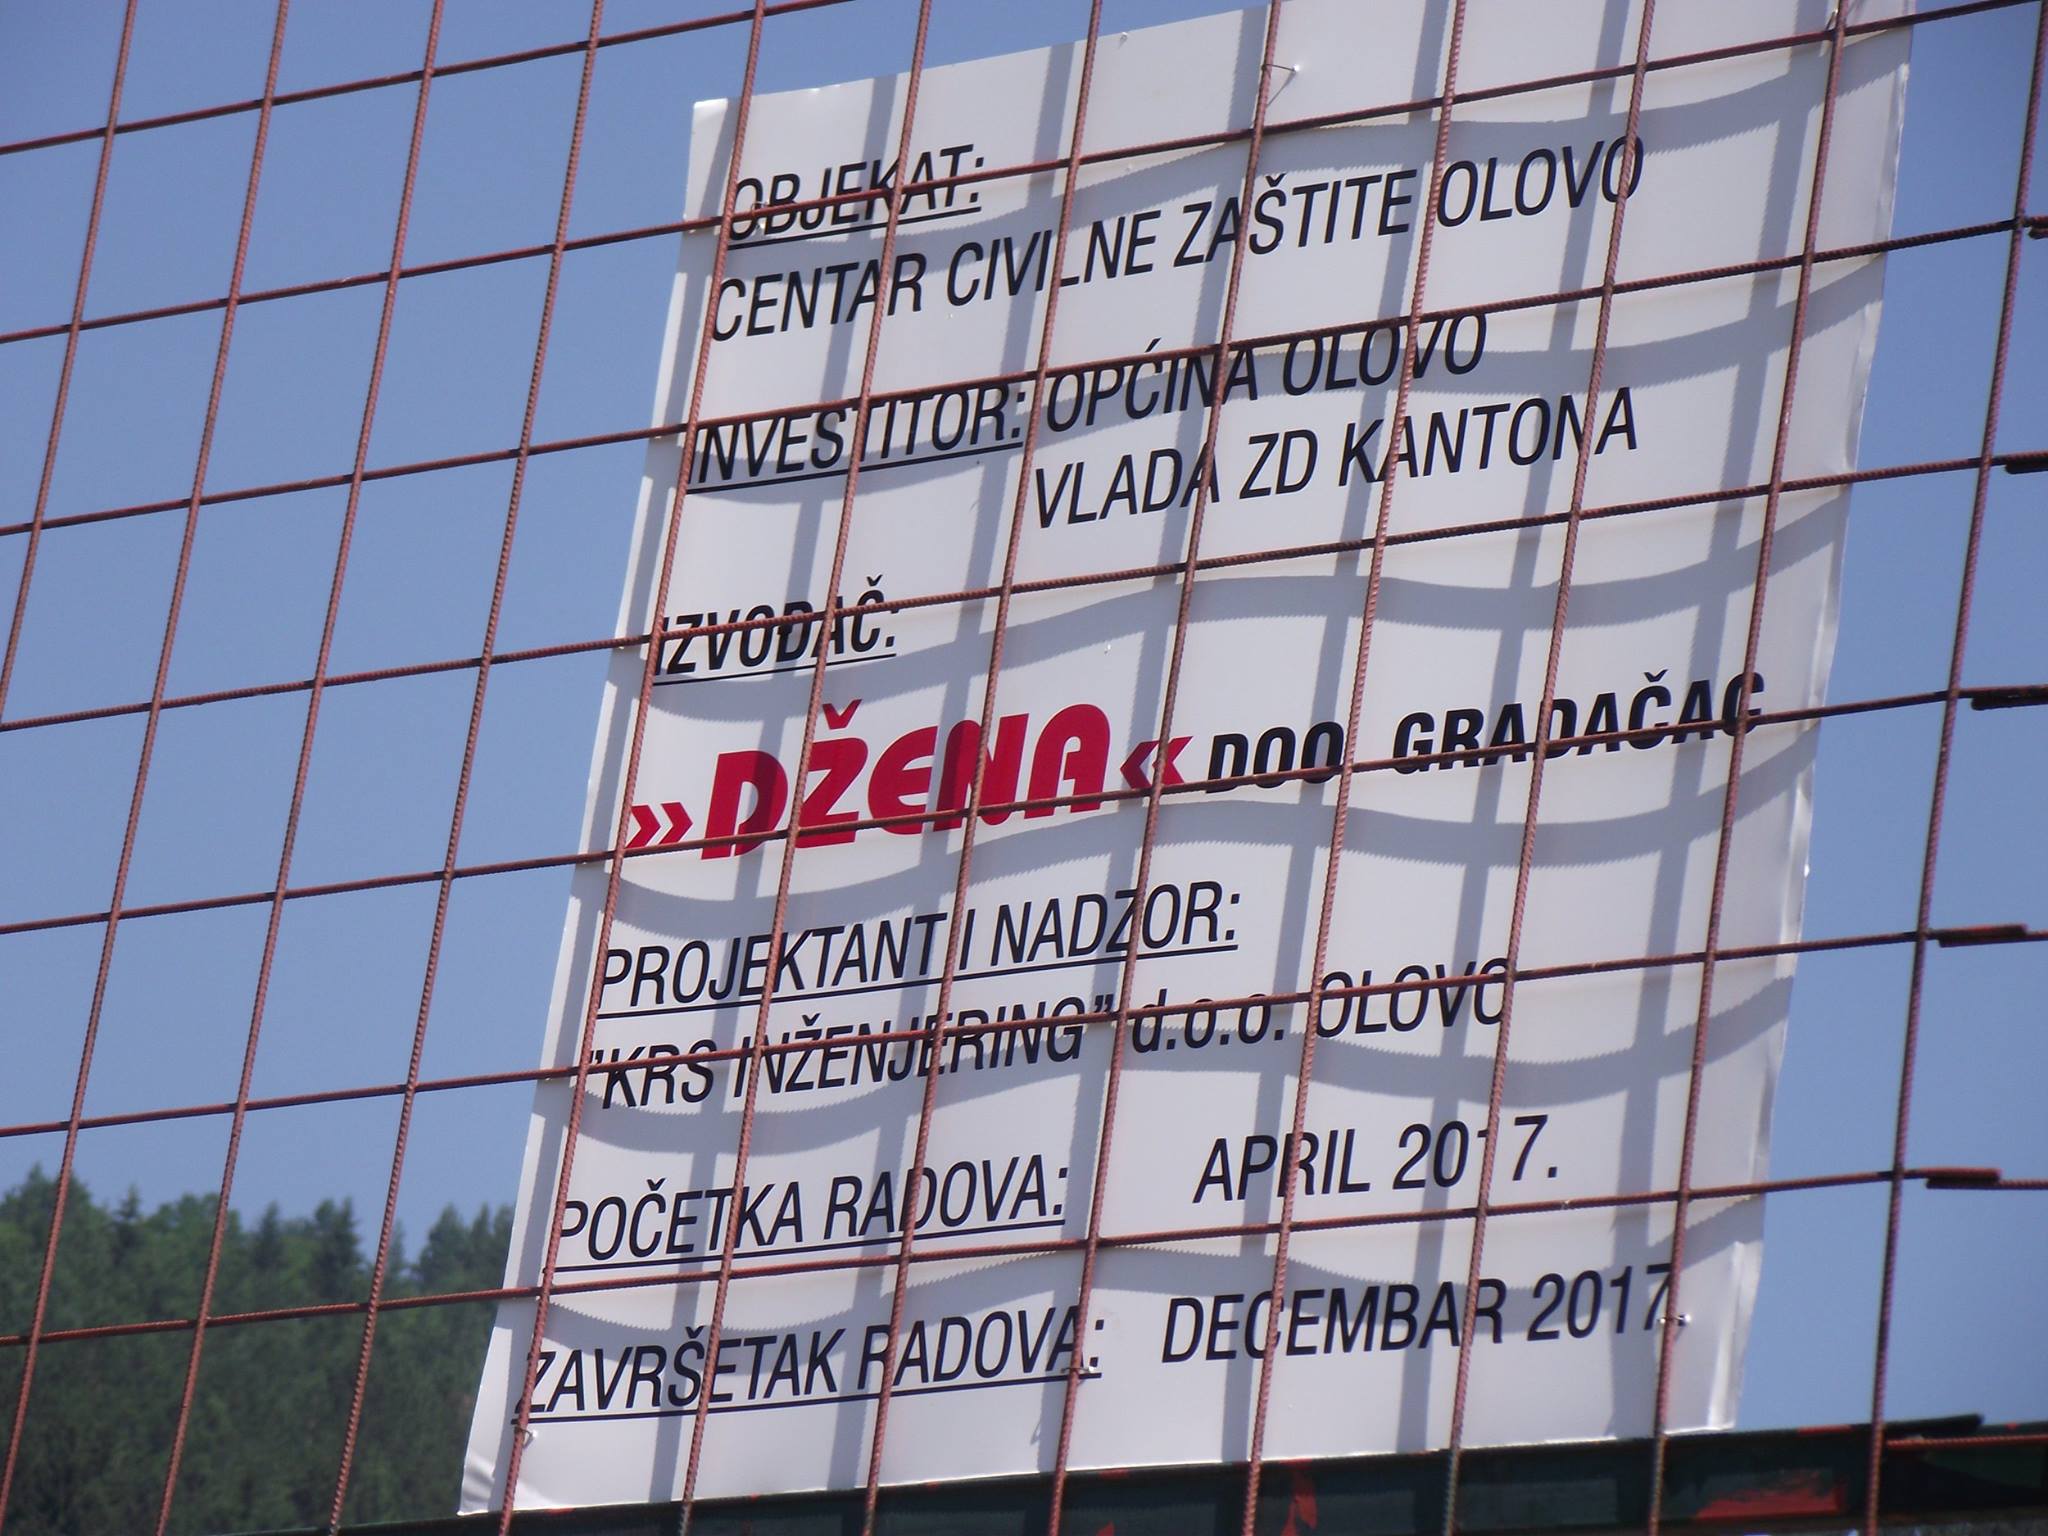 OBJEKAT:
CENTAR CIVILNE ZAŠTITE OLOVO
INVESTITOR: OPĆINA OLOVO
VLADA ZD KANTONA
IZVOĐAČ:
»DŽENA« DOO GRADAČAC
PROJEKTANT I NADZOR:
"KRS INŽENJERING" d.o.o. OLOVO
POČETKA RADOVA: APRIL 2017.
ZAVRŠETAK RADOVA: DECEMBAR 2017.